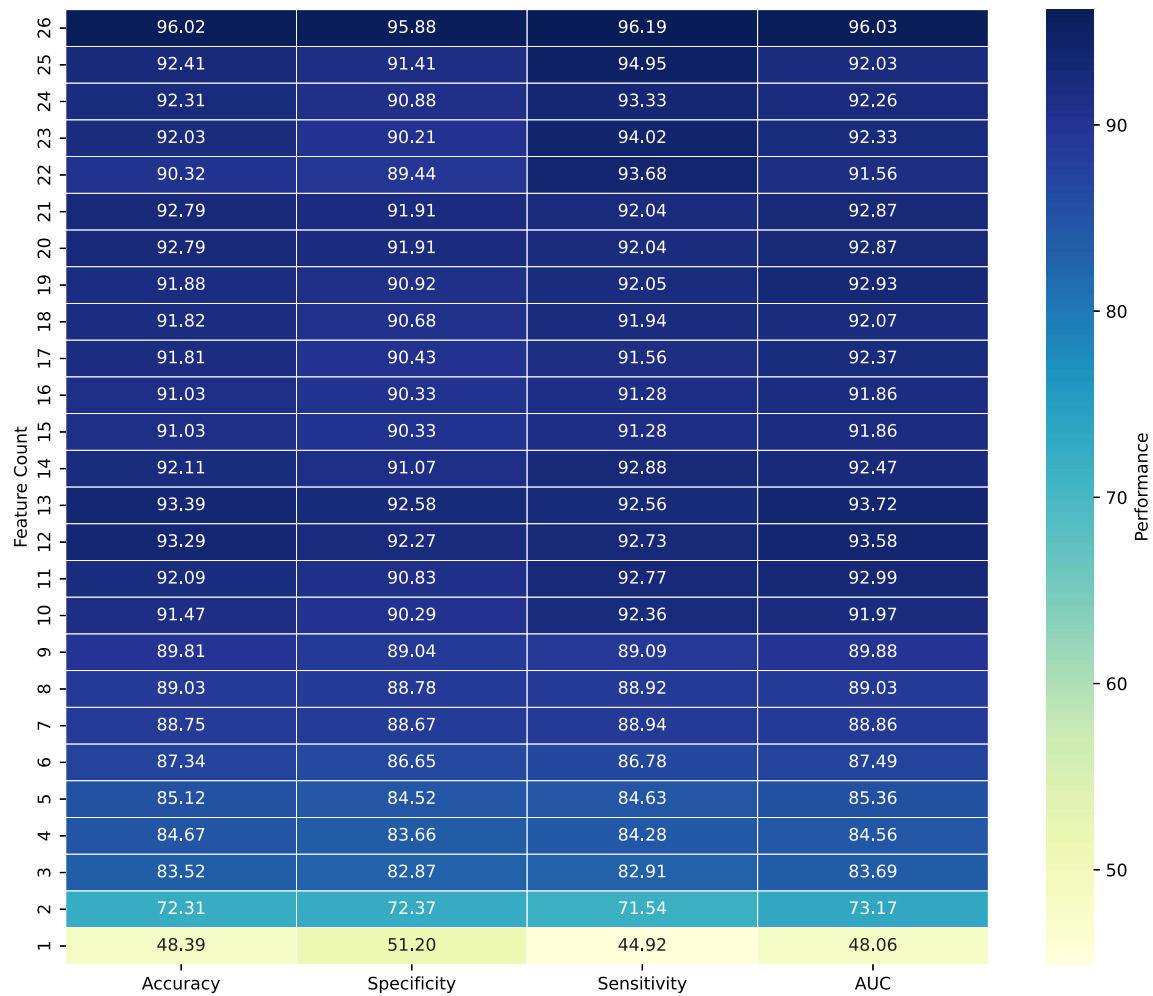 26 96.02 95.88 96.19 96.03
25 92.41 91.41 94.95 92.03
24 92.31 90.88 93.33 92.26
23 92.03 90.21 94.02 92.33
22 90.32 89.44 93.68 91.56
21 92.79 91.91 92.04 92.87
20 92.79 91.91 92.04 92.87
19 91.88 90.92 92.05 92.93
18 91.82 90.68 91.94 92.07
17 91.81 90.43 91.56 92.37
16 91.03 90.33 91.28 91.86
15 91.03 90.33 91.28 91.86
14 92.11 91.07 92.88 92.47
13 93.39 92.58 92.56 93.72
12 93.29 92.27 92.73 93.58
11 92.09 90.83 92.77 92.99
10 91.47 90.29 92.36 91.97
9 89.81 89.04 89.09 89.88
8 89.03 88.78 88.92 89.03
7 88.75 88.67 88.94 88.86
6 87.34 86.65 86.78 87.49
5 85.12 84.52 84.63 85.36
4 84.67 83.66 84.28 84.56
3 83.52 82.87 82.91 83.69
2 72.31 72.37 71.54 73.17
1 48.39 51.20 44.92 48.06
Accuracy Specificity Sensitivity AUC
Feature Count
90
80
70
60
50
Performance